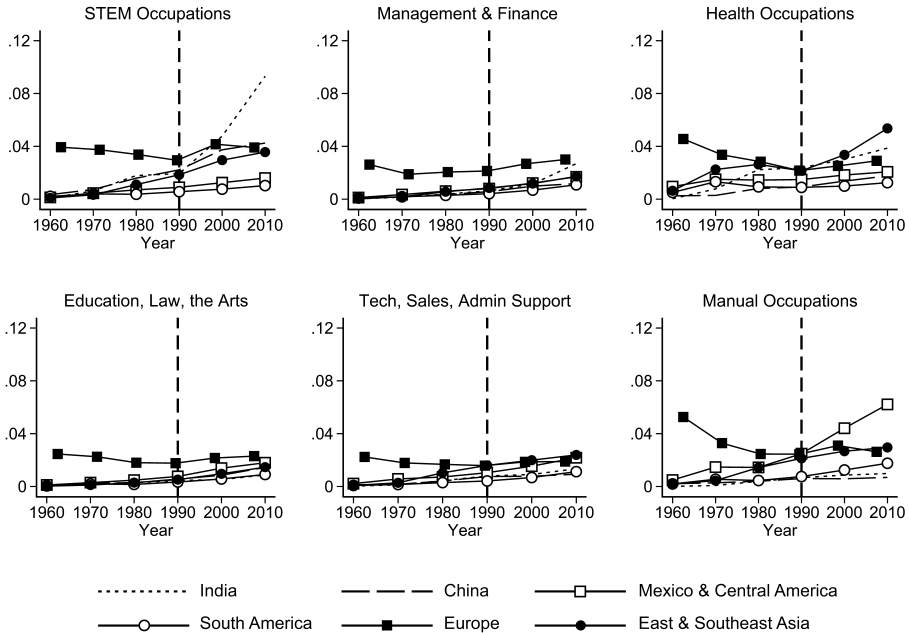 STEM Occupations
.12
.08
.04
0
1960 1970 1980 1990 2000 2010
Year
Management & Finance
.12
.08
.04
0
1960 1970 1980 1990 2000 2010
Year
Health Occupations
.12
.08
.04
0
1960 1970 1980 1990 2000 2010
Year
Education, Law, the Arts
.12
.08
.04
0
1960 1970 1980 1990 2000 2010
Year
Tech, Sales, Admin Support
.12
.08
.04
0
1960 1970 1980 1990 2000 2010
Year
Manual Occupations
.12
.08
.04
0
1960 1970 1980 1990 2000 2010
Year
India
China
Mexico & Central America
South America
Europe
East & Southeast Asia